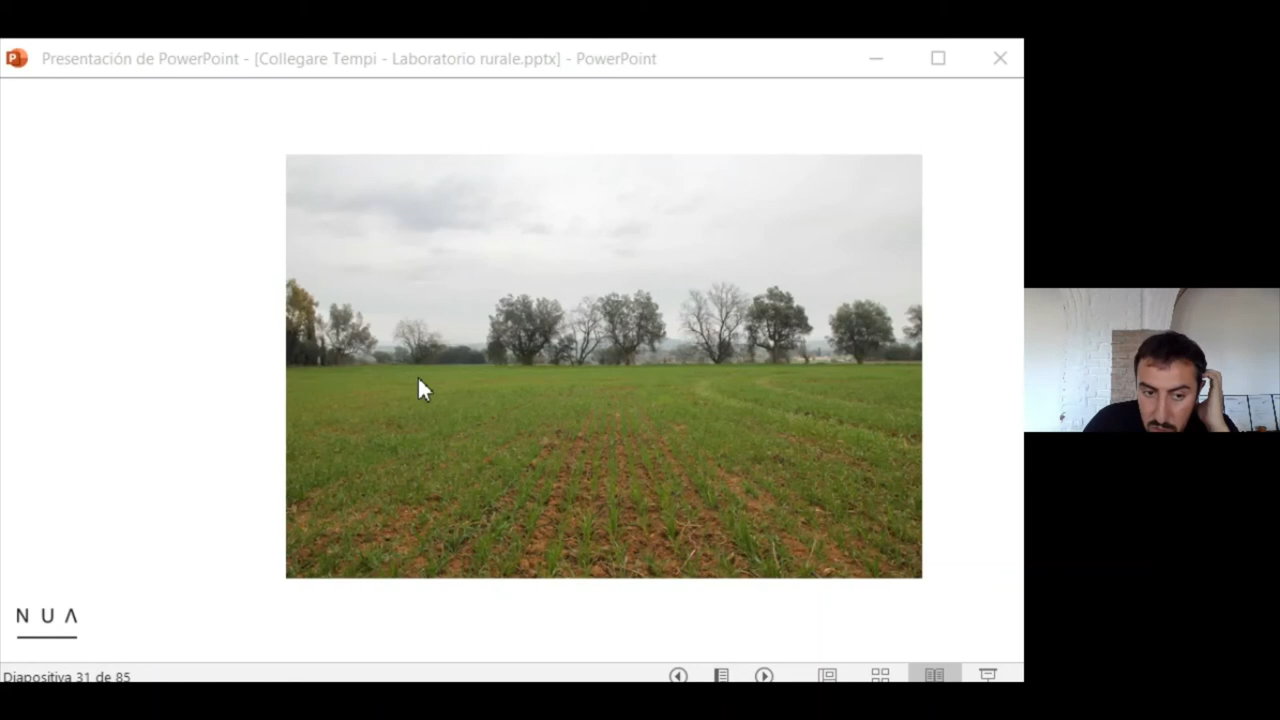 Presentación de PowerPoint - [Collegare Tempi - Laboratorio rurale.pptx] - PowerPoint
N U Λ
Diapositiva 31 de 85